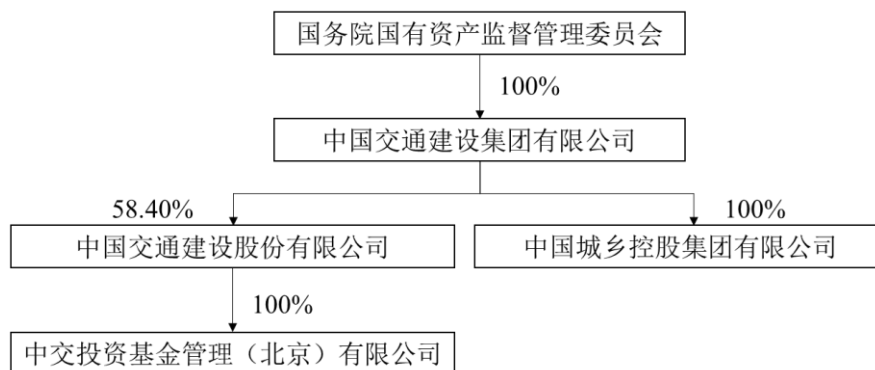 国务院国有资产监督管理委员会
100%
中国交通建设集团有限公司
58.40%
100%
中国交通建设股份有限公司
中国城乡控股集团有限公司
100%
中交投资基金管理（北京）有限公司